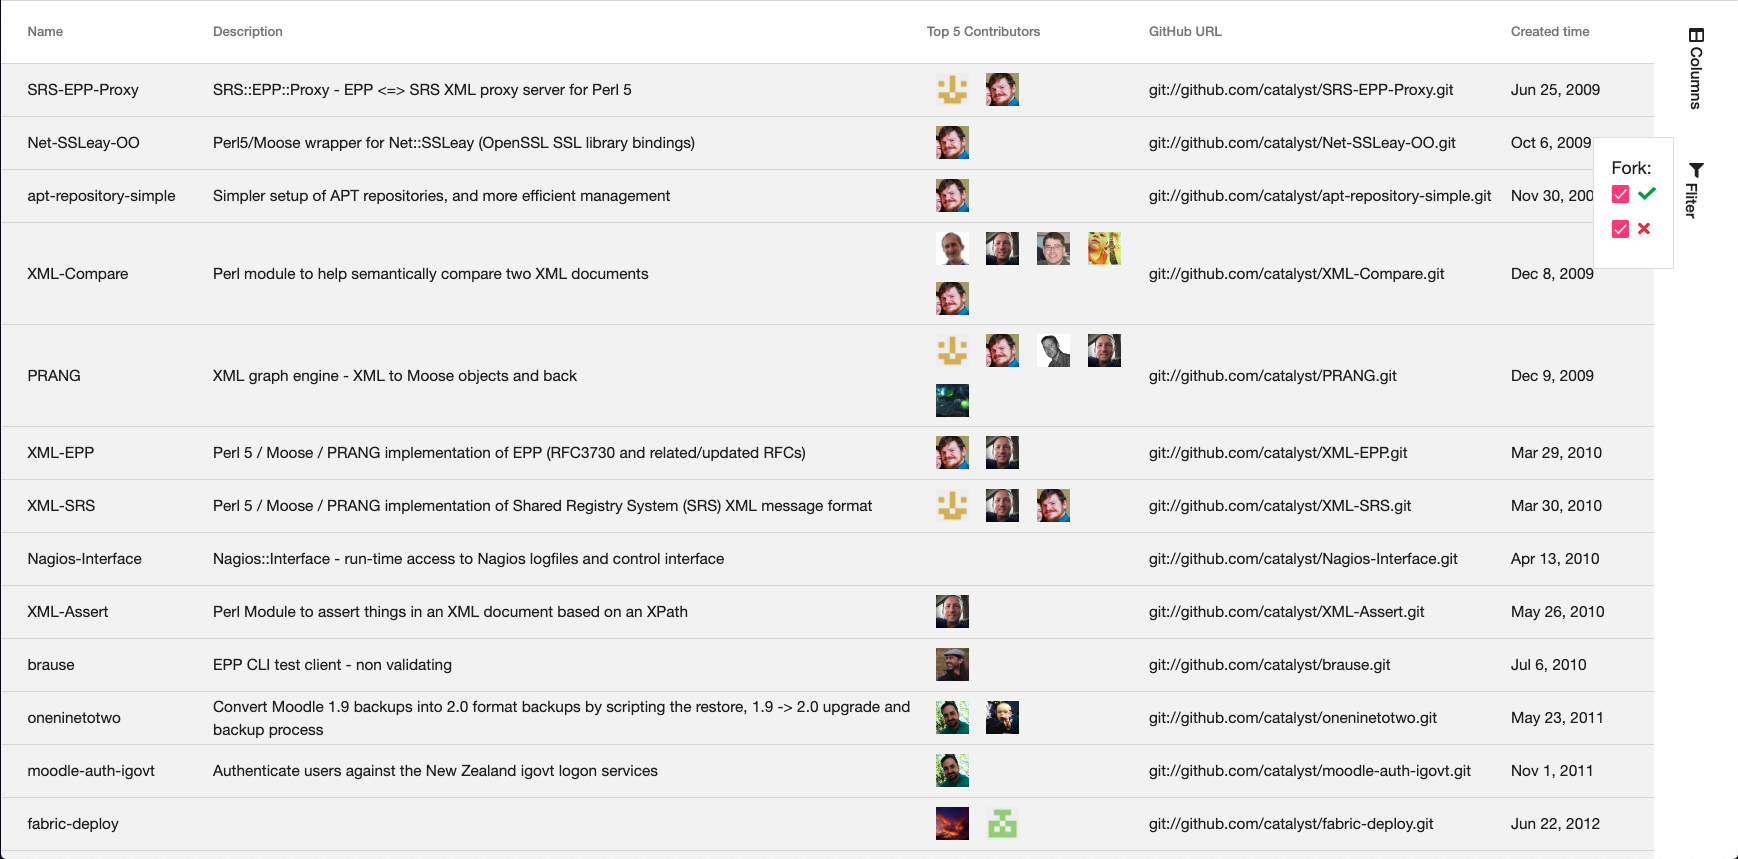 Name Description Top 5 Contributors GitHub URL Created time
Columns
SRS-EPP-Proxy SRS::EPP::Proxy - EPP <=> SRS XML proxy server for Perl 5 git://github.com/catalyst/SRS-EPP-Proxy.git Jun 25, 2009
Net-SSLeay-OO Perl5/Moose wrapper for Net::SSLeay (OpenSSL SSL library bindings) git://github.com/catalyst/Net-SSLeay-OO.git Oct 6, 2009
Fork:
Fliter
apt-repository-simple Simpler setup of APT repositories, and more efficient management git://github.com/catalyst/apt-repository-simple.git Nov 30, 200
XML-Compare Perl module to help semantically compare two XML documents git://github.com/catalyst/XML-Compare.git Dec 8, 2009
PRANG XML graph engine - XML to Moose objects and back git://github.com/catalyst/PRANG.git Dec 9, 2009
XML-EPP Perl 5 / Moose / PRANG implementation of EPP (RFC3730 and related/updated RFCs) git://github.com/catalyst/XML-EPP.git Mar 29, 2010
XML-SRS Perl 5 / Moose / PRANG implementation of Shared Registry System (SRS) XML message format git://github.com/catalyst/XML-SRS.git Mar 30, 2010
Nagios-Interface Nagios::Interface - run-time access to Nagios logfiles and control interface git://github.com/catalyst/Nagios-Interface.git Apr 13, 2010
XML-Assert Perl Module to assert things in an XML document based on an XPath git://github.com/catalyst/XML-Assert.git May 26, 2010
brause EPP CLI test client - non validating git://github.com/catalyst/brause.git Jul 6, 2010
oneninetotwo Convert Moodle 1.9 backups into 2.0 format backups by scripting the restore, 1.9 -> 2.0 upgrade and git://github.com/catalyst/oneninetotwo.git May 23, 2011
backup process
moodle-auth-igovt Authenticate users against the New Zealand igovt logon services git://github.com/catalyst/moodle-auth-igovt.git Nov 1, 2011
fabric-deploy git://github.com/catalyst/fabric-deploy.git Jun 22, 2012